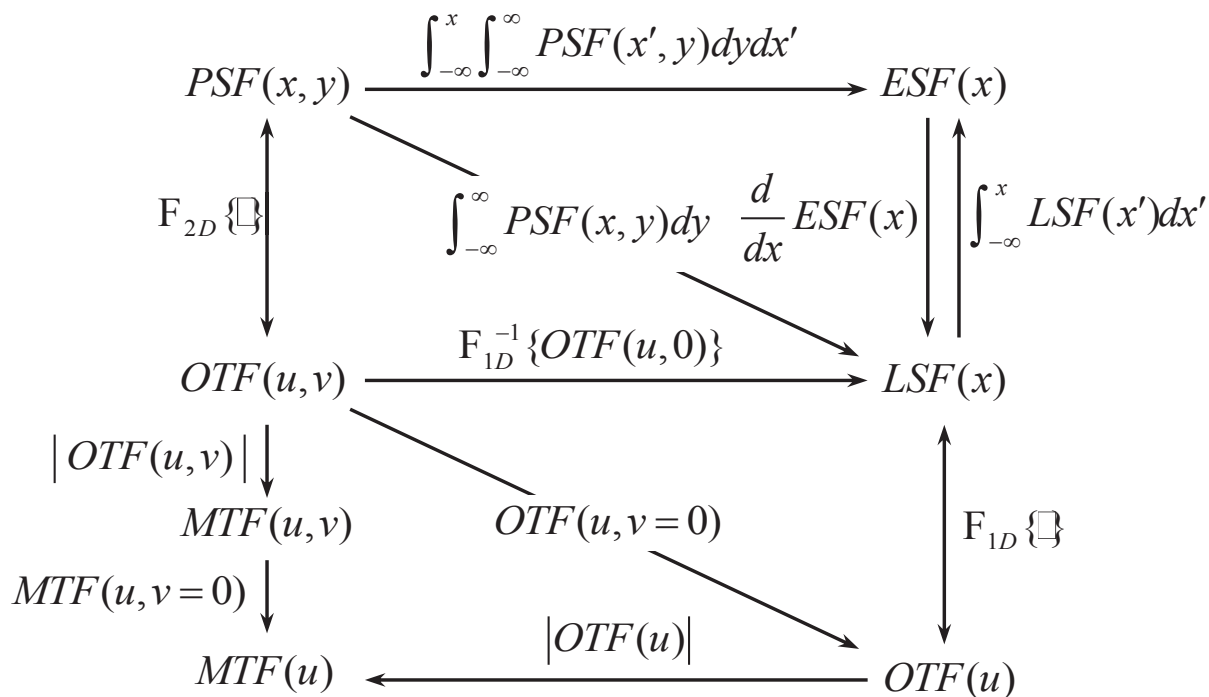 ∫_{-∞}^{x} ∫_{-∞}^{∞} PSF(x′, y)dydx′
PSF(x, y) ESF(x)
F_{2D}{□}
∫_{-∞}^{∞} PSF(x, y)dy
d/dx ESF(x)
∫_{-∞}^{x} LSF(x′)dx′
F_{1D}^{-1}{OTF(u,0)}
OTF(u,v) LSF(x)
|OTF(u,v)|
MTF(u,v)
OTF(u,v=0)
F_{1D}{□}
MTF(u,v=0)
|OTF(u)|
MTF(u) OTF(u)